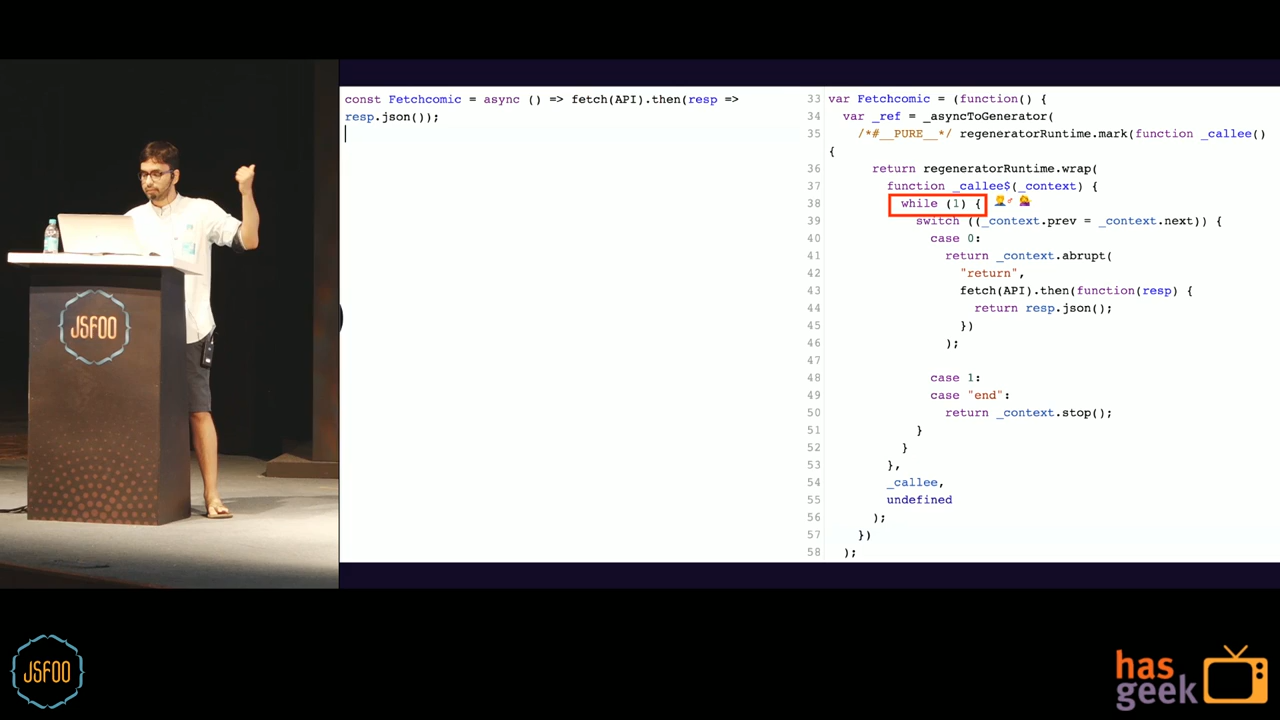 const Fetchcomic = async () => fetch(API).then(resp =>
resp.json());
33 var Fetchcomic = (function() {
34 var _ref = _asyncToGenerator(
35 /*#__PURE__*/ regeneratorRuntime.mark(function _callee()
{
36 return regeneratorRuntime.wrap(
37 function _callee$(_context) {
38 while (1) { 🤦‍♂ 🤷‍♀
39 switch ((_context.prev = _context.next)) {
40 case 0:
41 return _context.abrupt(
42 "return",
43 fetch(API).then(function(resp) {
44 return resp.json();
45 })
46 );
47
48 case 1:
49 case "end":
50 return _context.stop();
51 }
52 }
53 },
54 _callee,
55 undefined
56 );
57 })
58 );
JSFOO
JSFOO
has
geek